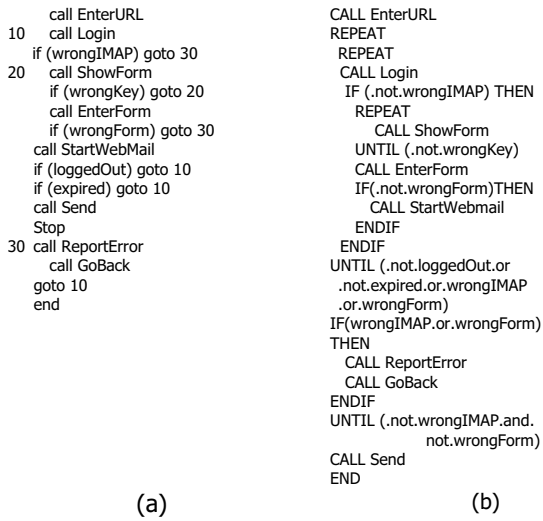 call EnterURL
10 call Login
if (wrongIMAP) goto 30
20 call ShowForm
if (wrongKey) goto 20
call EnterForm
if (wrongForm) goto 30
call StartWebMail
if (loggedOut) goto 10
if (expired) goto 10
call Send
Stop
30 call ReportError
call GoBack
goto 10
end
(a)
CALL EnterURL
REPEAT
REPEAT
CALL Login
IF (.not.wrongIMAP) THEN
REPEAT
CALL ShowForm
UNTIL (.not.wrongKey)
CALL EnterForm
IF(.not.wrongForm)THEN
CALL StartWebmail
ENDIF
ENDIF
UNTIL (.not.loggedOut.or
.not.expired.or.wrongIMAP
.or.wrongForm)
IF(wrongIMAP.or.wrongForm)
THEN
CALL ReportError
CALL GoBack
ENDIF
UNTIL (.not.wrongIMAP.and.
not.wrongForm)
CALL Send
END
(b)